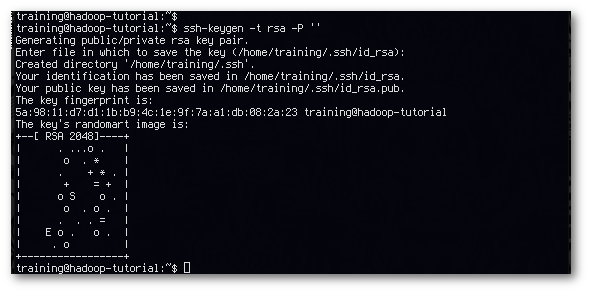 training@hadoop-tutorial:~$
training@hadoop-tutorial:~$ ssh-keygen -t rsa -P ''
Generating public/private rsa key pair.
Enter file in which to save the key (/home/training/.ssh/id_rsa):
Created directory '/home/training/.ssh'.
Your identification has been saved in /home/training/.ssh/id_rsa.
Your public key has been saved in /home/training/.ssh/id_rsa.pub.
The key fingerprint is:
5a:98:11:d7:d1:1b:b9:4c:1e:9f:7a:a1:db:08:2a:23 training@hadoop-tutorial
The key's randomart image is:
+--[ RSA 2048]----+
|      . ...o .   |
|       o  . *    |
|      .    + * . |
|       +    = +  |
|      o S    o . |
|       o  . o .  |
|      .  . . =   |
|    E o .   o .  |
|     . o         |
+-----------------+
training@hadoop-tutorial:~$